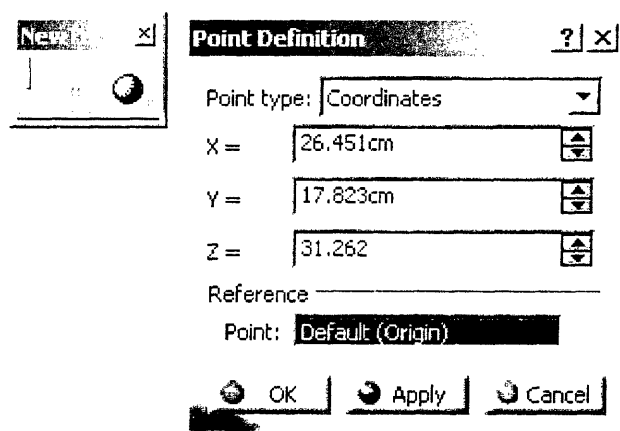 New
Point Definition
Point type: Coordinates
X = 26.451cm
Y = 17.823cm
Z = 31.262
Reference
Point: Default (Origin)
OK Apply Cancel